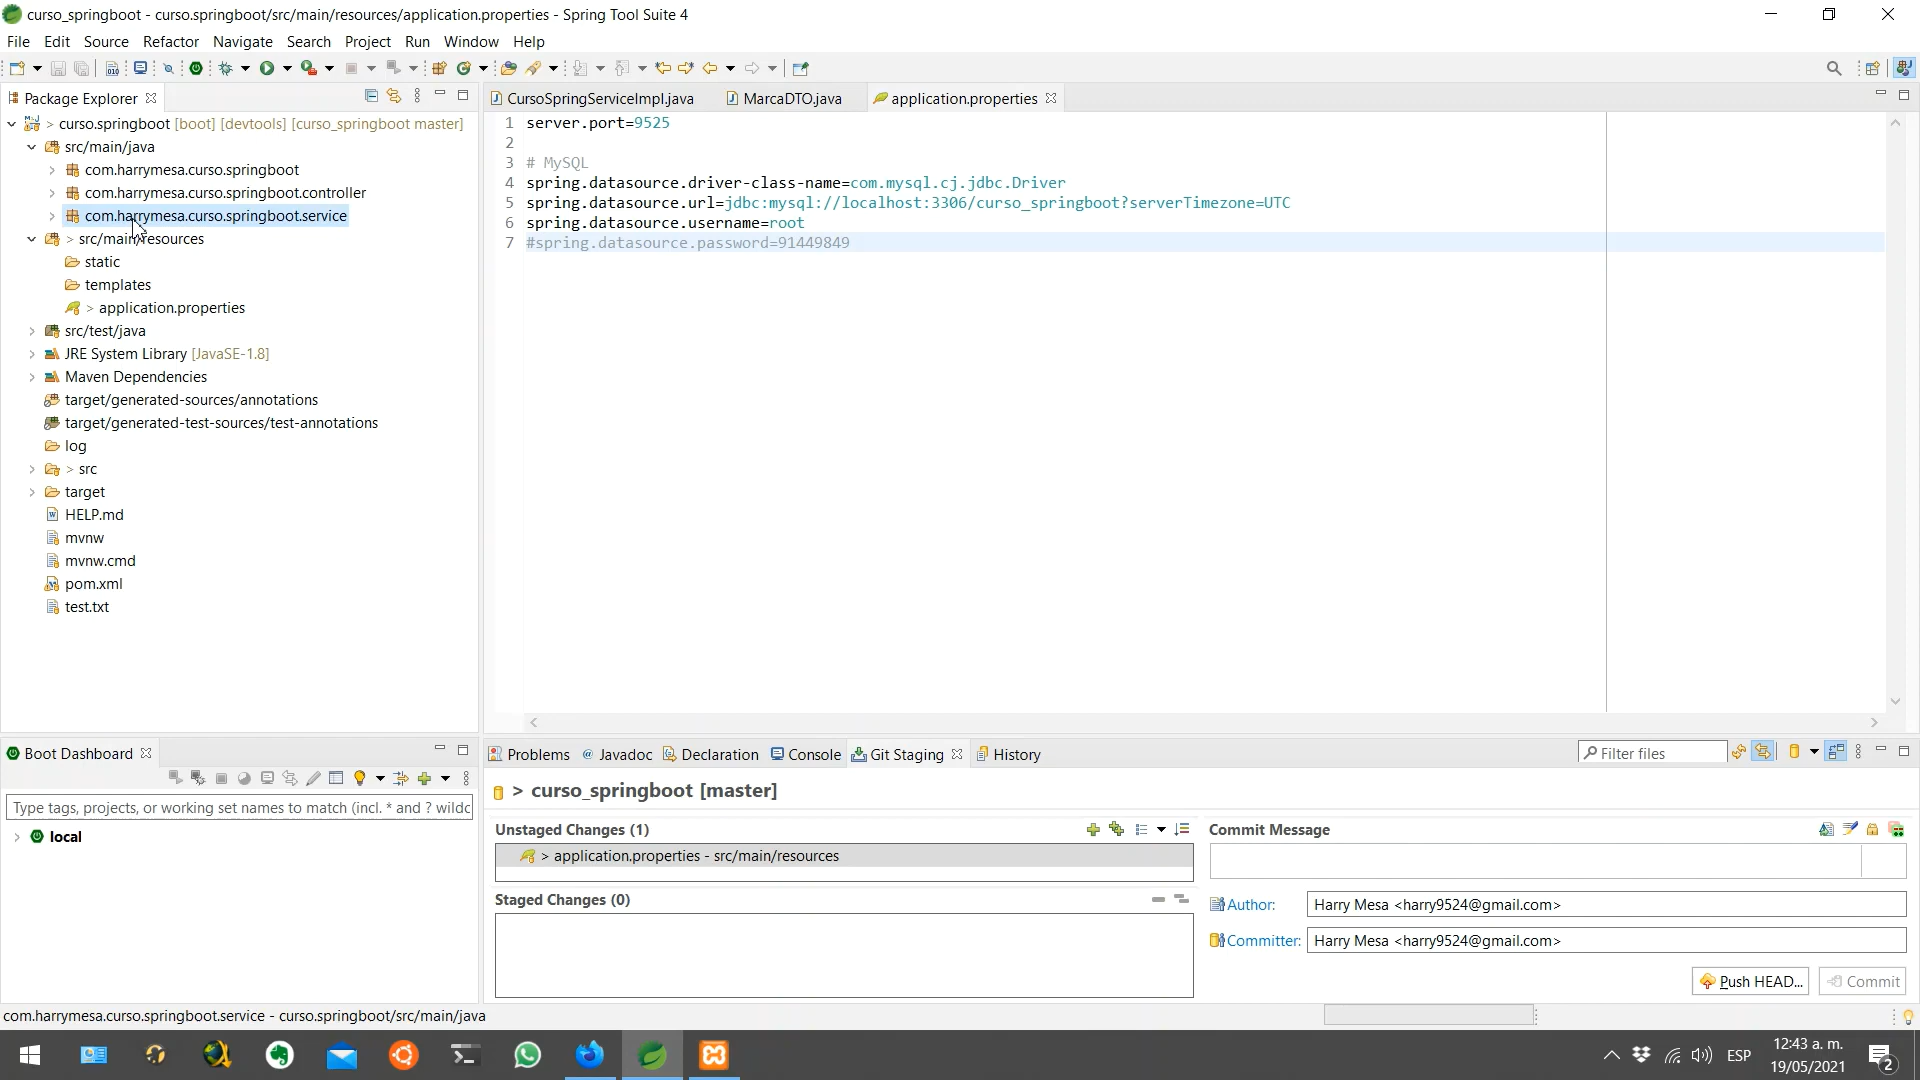 curso_springboot - curso.springboot/src/main/resources/application.properties - Spring Tool Suite 4
File Edit Source Refactor Navigate Search Project Run Window Help
Package Explorer
> curso.springboot [boot] [devtools] [curso_springboot master]
src/main/java
com.harrymesa.curso.springboot
com.harrymesa.curso.springboot.controller
com.harrymesa.curso.springboot.service
> src/main/resources
static
templates
> application.properties
src/test/java
JRE System Library [JavaSE-1.8]
Maven Dependencies
target/generated-sources/annotations
target/generated-test-sources/test-annotations
log
> src
target
HELP.md
mvnw
mvnw.cmd
pom.xml
test.txt
CursoSpringServiceImpl.java MarcaDTO.java application.properties
1 server.port=9525
2
3 # MySQL
4 spring.datasource.driver-class-name=com.mysql.cj.jdbc.Driver
5 spring.datasource.url=jdbc:mysql://localhost:3306/curso_springboot?serverTimezone=UTC
6 spring.datasource.username=root
7 #spring.datasource.password=91449849
Boot Dashboard
Type tags, projects, or working set names to match (incl. * and ? wildc
local
Problems @ Javadoc Declaration Console Git Staging History
Filter files
> curso_springboot [master]
Unstaged Changes (1)
> application.properties - src/main/resources
Staged Changes (0)
Commit Message
Author: Harry Mesa <harry9524@gmail.com>
Committer: Harry Mesa <harry9524@gmail.com>
Push HEAD... Commit
com.harrymesa.curso.springboot.service - curso.springboot/src/main/java
ESP
12:43 a. m.
19/05/2021
2